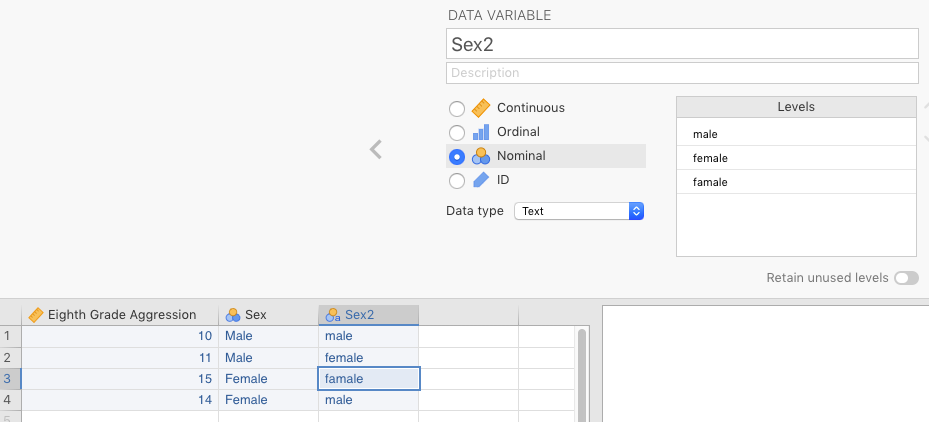 DATA VARIABLE
Sex2
Description
Continuous
Ordinal
Nominal
ID
Data type Text
Levels
male
female
famale
Retain unused levels
Eighth Grade Aggression Sex Sex2
1 10 Male male
2 11 Male female
3 15 Female famale
4 14 Female male
5